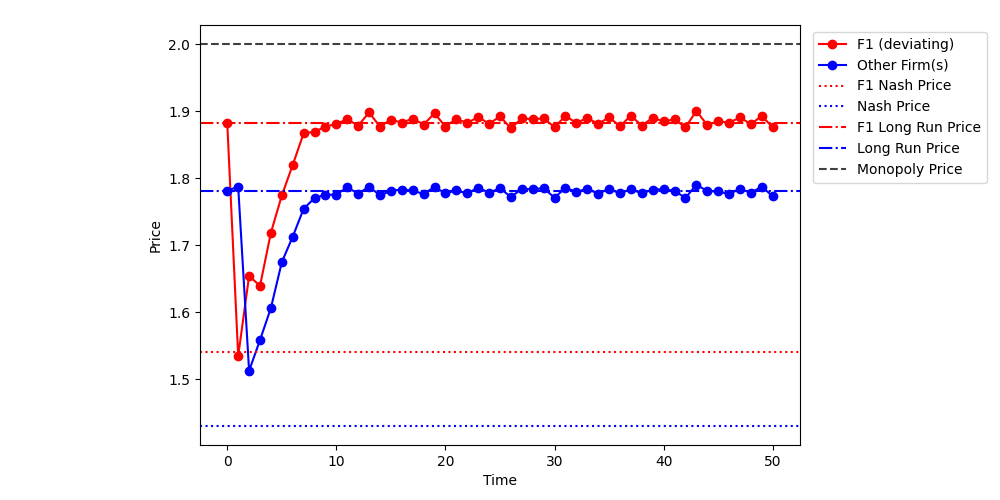 2.0
1.9
1.8
1.7
1.6
1.5
Price
0
10
20
30
40
50
Time
F1 (deviating)
Other Firm(s)
F1 Nash Price
Nash Price
F1 Long Run Price
Long Run Price
Monopoly Price